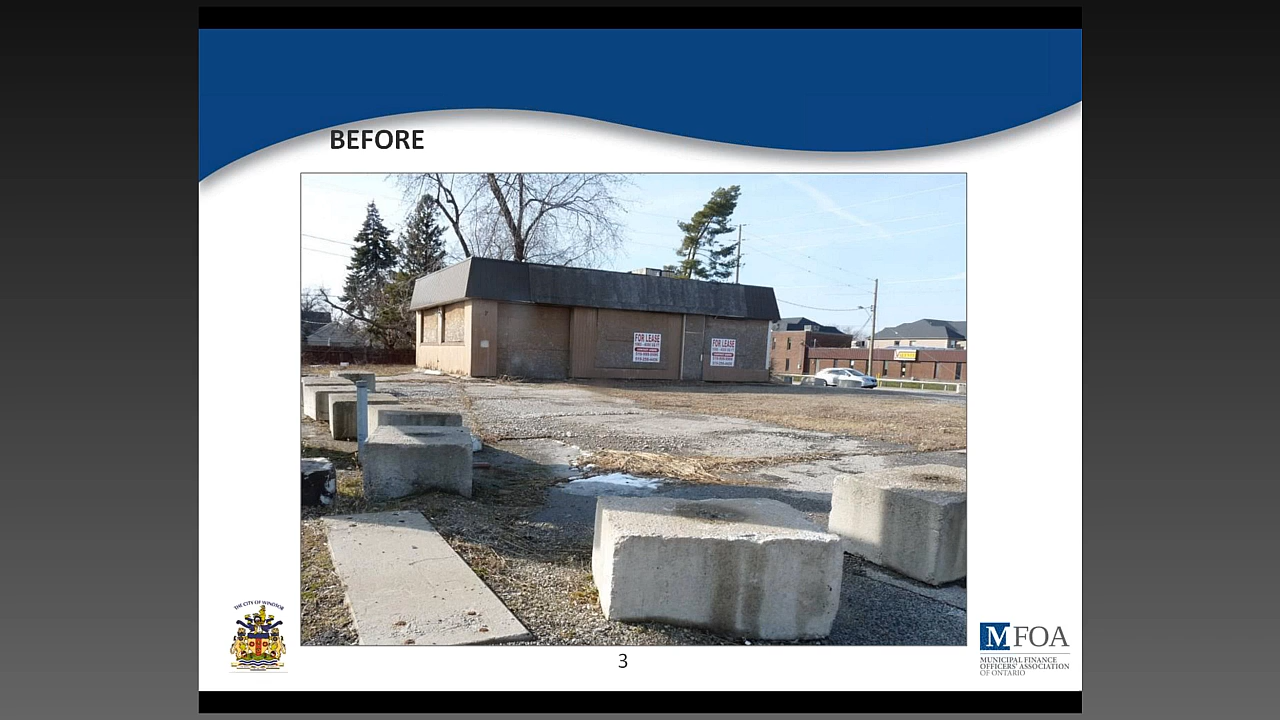 BEFORE
FOR LEASE
FOR LEASE
3
THE CITY OF WINDSOR
MFOA
MUNICIPAL FINANCE
OFFICERS' ASSOCIATION
OF ONTARIO